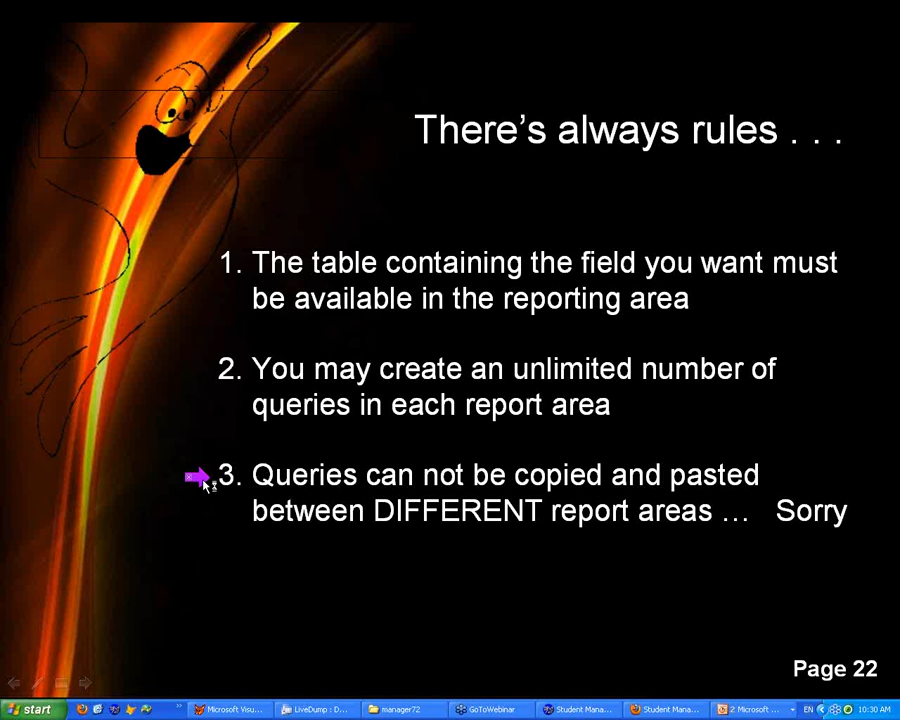 There's always rules . . .
1. The table containing the field you want must
be available in the reporting area
2. You may create an unlimited number of
queries in each report area
3. Queries can not be copied and pasted
between DIFFERENT report areas ... Sorry
Page 22
start
Microsoft Visu...
LiveDump : D...
manager72
GoToWebinar
Student Mana...
Student Mana...
2 Microsoft ...
EN
10:30 AM